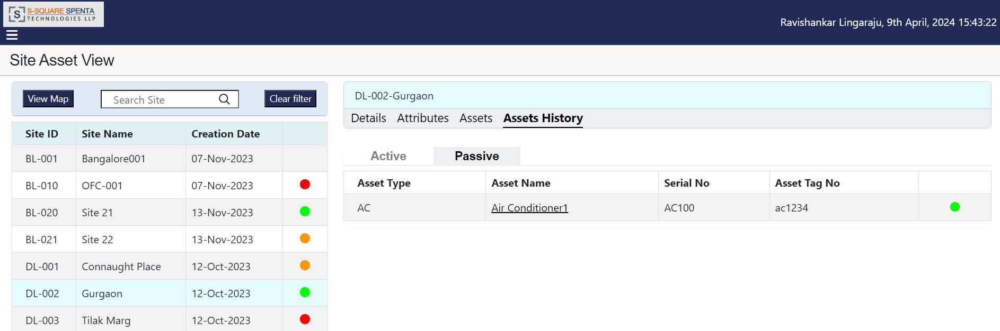 S S-SQUARE SPENTA
TECHNOLOGIES LLP
Ravishankar Lingaraju, 9th April, 2024 15:43:22
Site Asset View
View Map Search Site Clear filter
Site ID Site Name Creation Date
BL-001 Bangalore001 07-Nov-2023
BL-010 OFC-001 07-Nov-2023
BL-020 Site 21 13-Nov-2023
BL-021 Site 22 13-Nov-2023
DL-001 Connaught Place 12-Oct-2023
DL-002 Gurgaon 12-Oct-2023
DL-003 Tilak Marg 12-Oct-2023
DL-002-Gurgaon
Details Attributes Assets Assets History
Active Passive
Asset Type Asset Name Serial No Asset Tag No
AC Air Conditioner1 AC100 ac1234